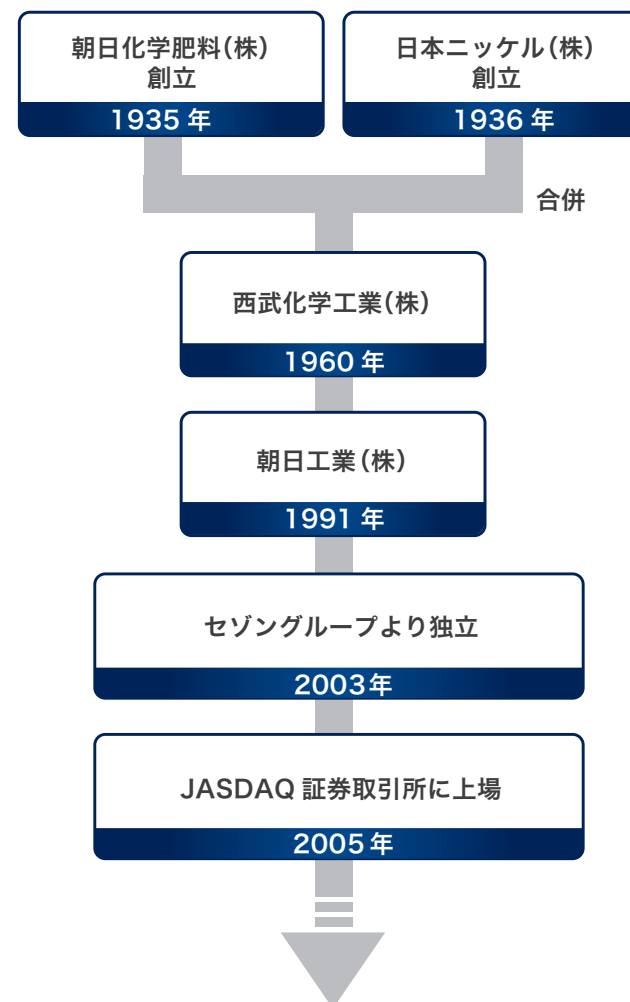 朝日化学肥料(株)
創立
1935 年
日本ニッケル(株)
創立
1936 年
合併
西武化学工業(株)
1960 年
朝日工業(株)
1991 年
セゾングループより独立
2003年
JASDAQ 証券取引所に上場
2005 年